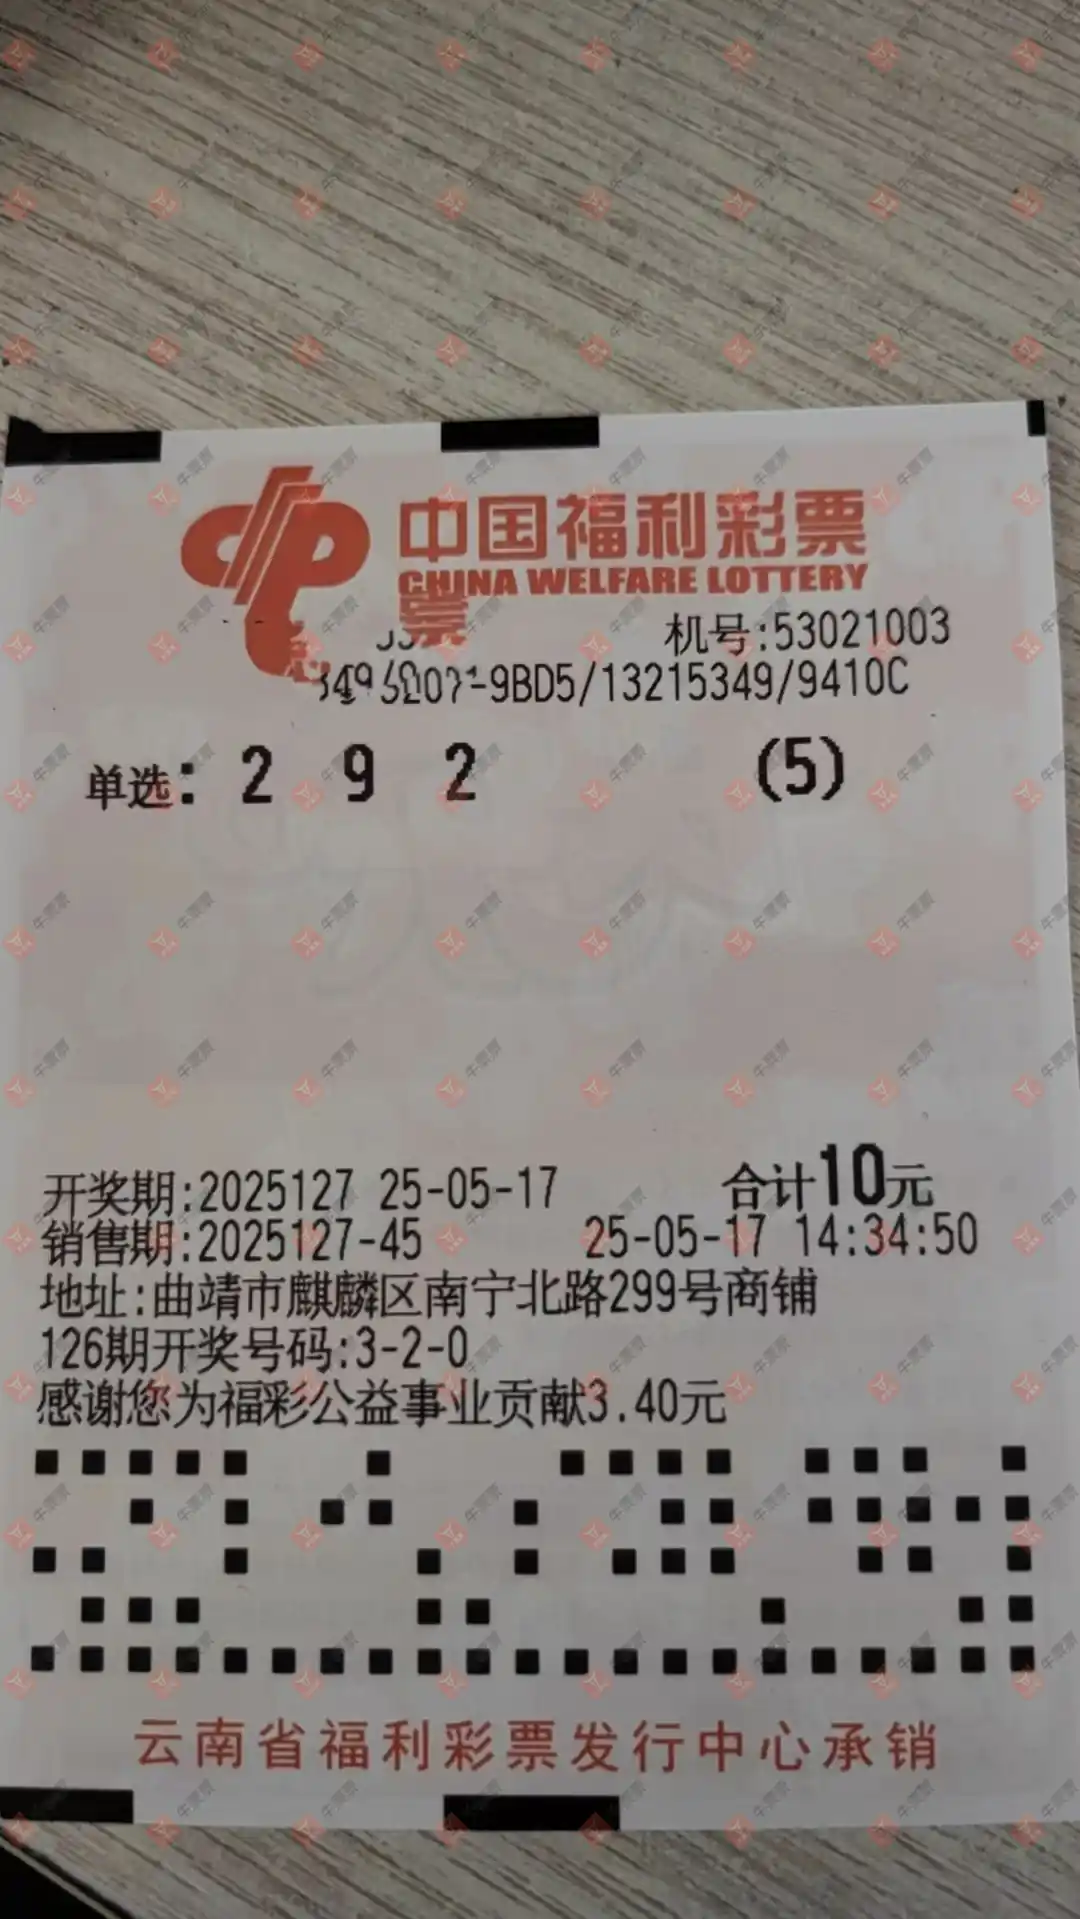 中国福利彩票
CHINA WELFARE LOTTERY
票
机号:53021003
-9BD5/13215349/9410C
单选: 2 9 2 (5)
开奖期:2025127 25-05-17 合计10元
销售期:2025127-45 25-05-17 14:34:50
地址:曲靖市麒麟区南宁北路299号商铺
126期开奖号码:3-2-0
感谢您为福彩公益事业贡献3.40元
云南省福利彩票发行中心承销